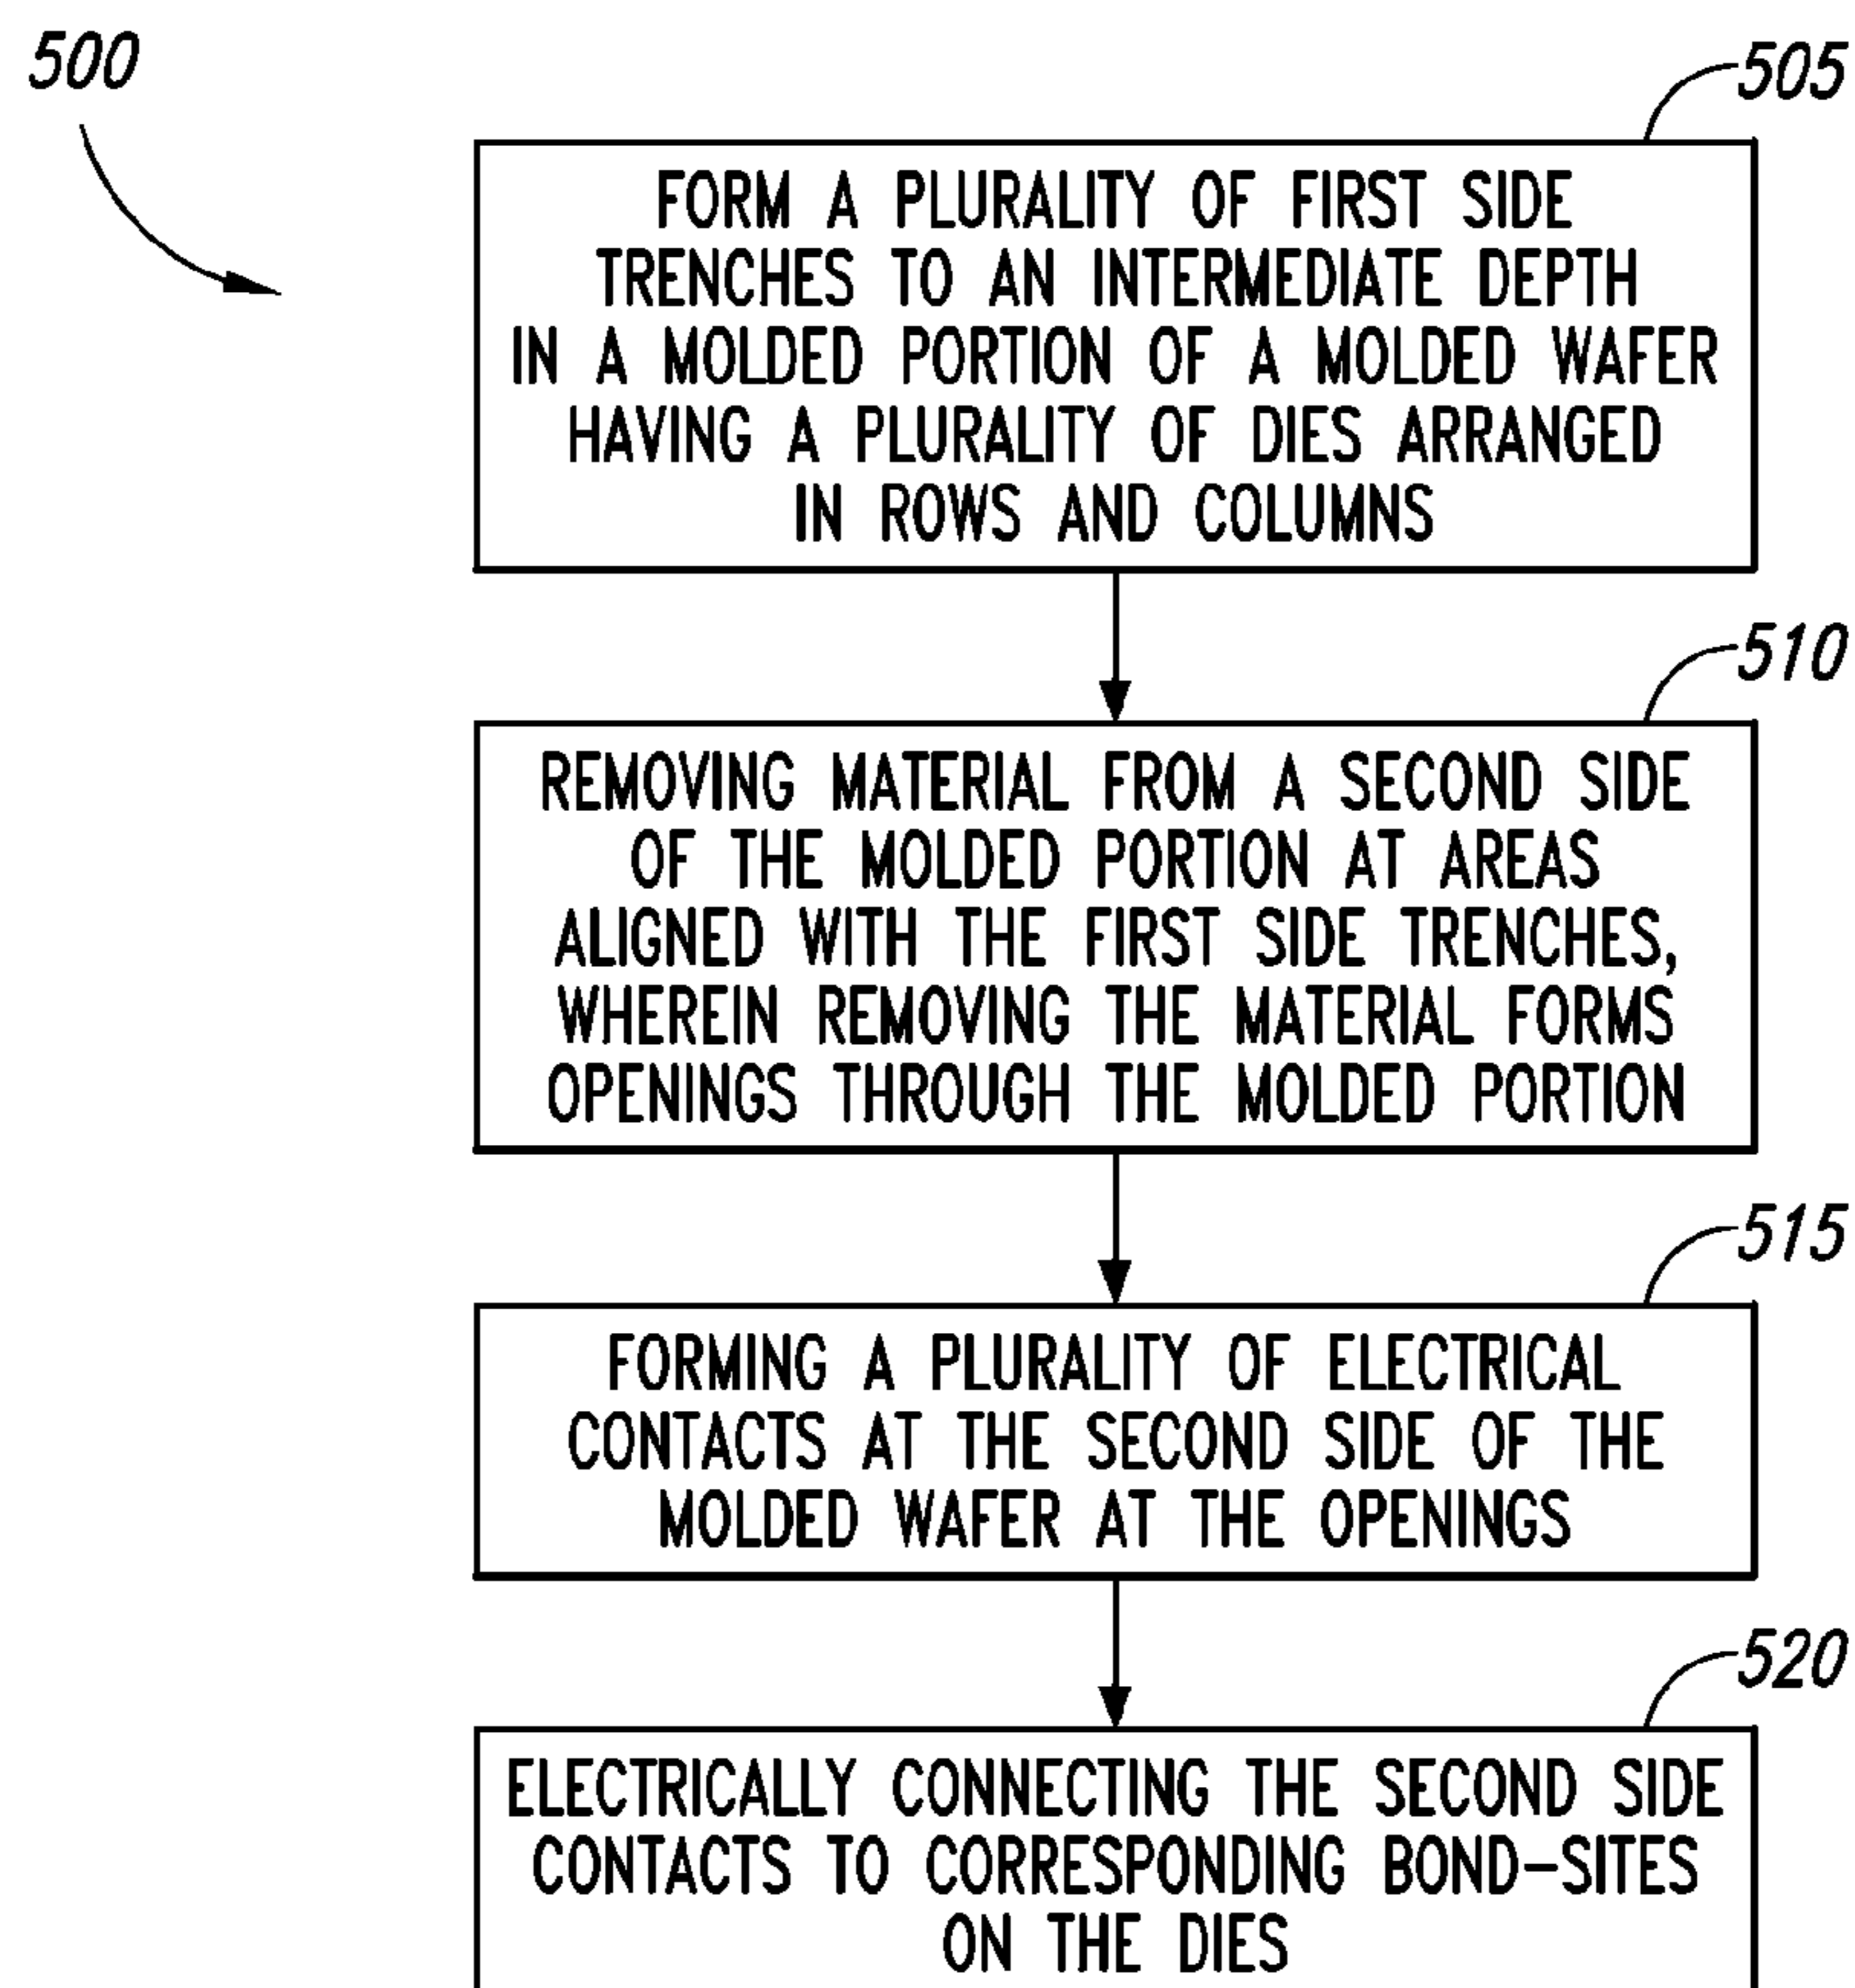 500
505
FORM A PLURALITY OF FIRST SIDE
TRENCHES TO AN INTERMEDIATE DEPTH
IN A MOLDED PORTION OF A MOLDED WAFER
HAVING A PLURALITY OF DIES ARRANGED
IN ROWS AND COLUMNS
510
REMOVING MATERIAL FROM A SECOND SIDE
OF THE MOLDED PORTION AT AREAS
ALIGNED WITH THE FIRST SIDE TRENCHES,
WHEREIN REMOVING THE MATERIAL FORMS
OPENINGS THROUGH THE MOLDED PORTION
515
FORMING A PLURALITY OF ELECTRICAL
CONTACTS AT THE SECOND SIDE OF THE
MOLDED WAFER AT THE OPENINGS
520
ELECTRICALLY CONNECTING THE SECOND SIDE
CONTACTS TO CORRESPONDING BOND-SITES
ON THE DIES